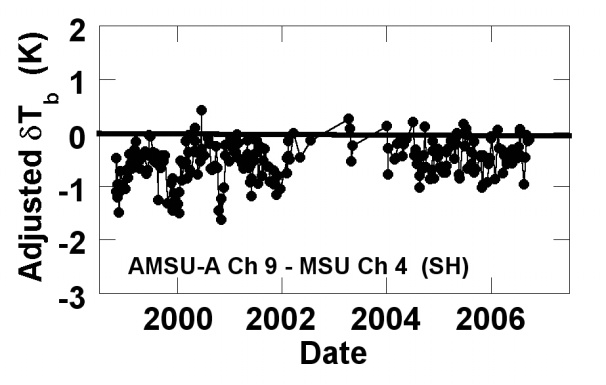 Adjusted δTb (K)
2
1
0
-1
-2
-3
AMSU-A Ch 9 - MSU Ch 4 (SH)
2000 2002 2004 2006
Date